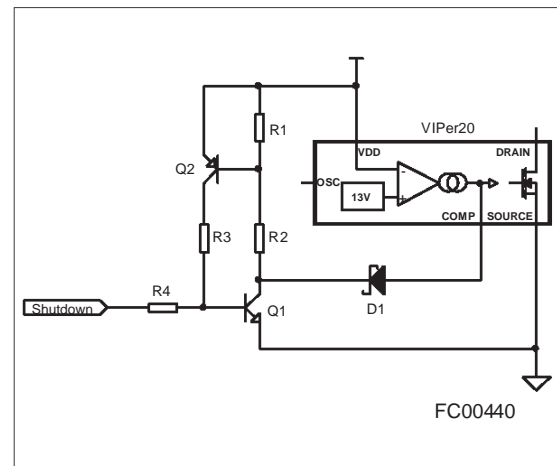 VIPer20
R1
VDD
DRAIN
Q2
OSC
-
13V
+
COMP
SOURCE
R3
R2
D1
R4
Shutdown
Q1
FC00440